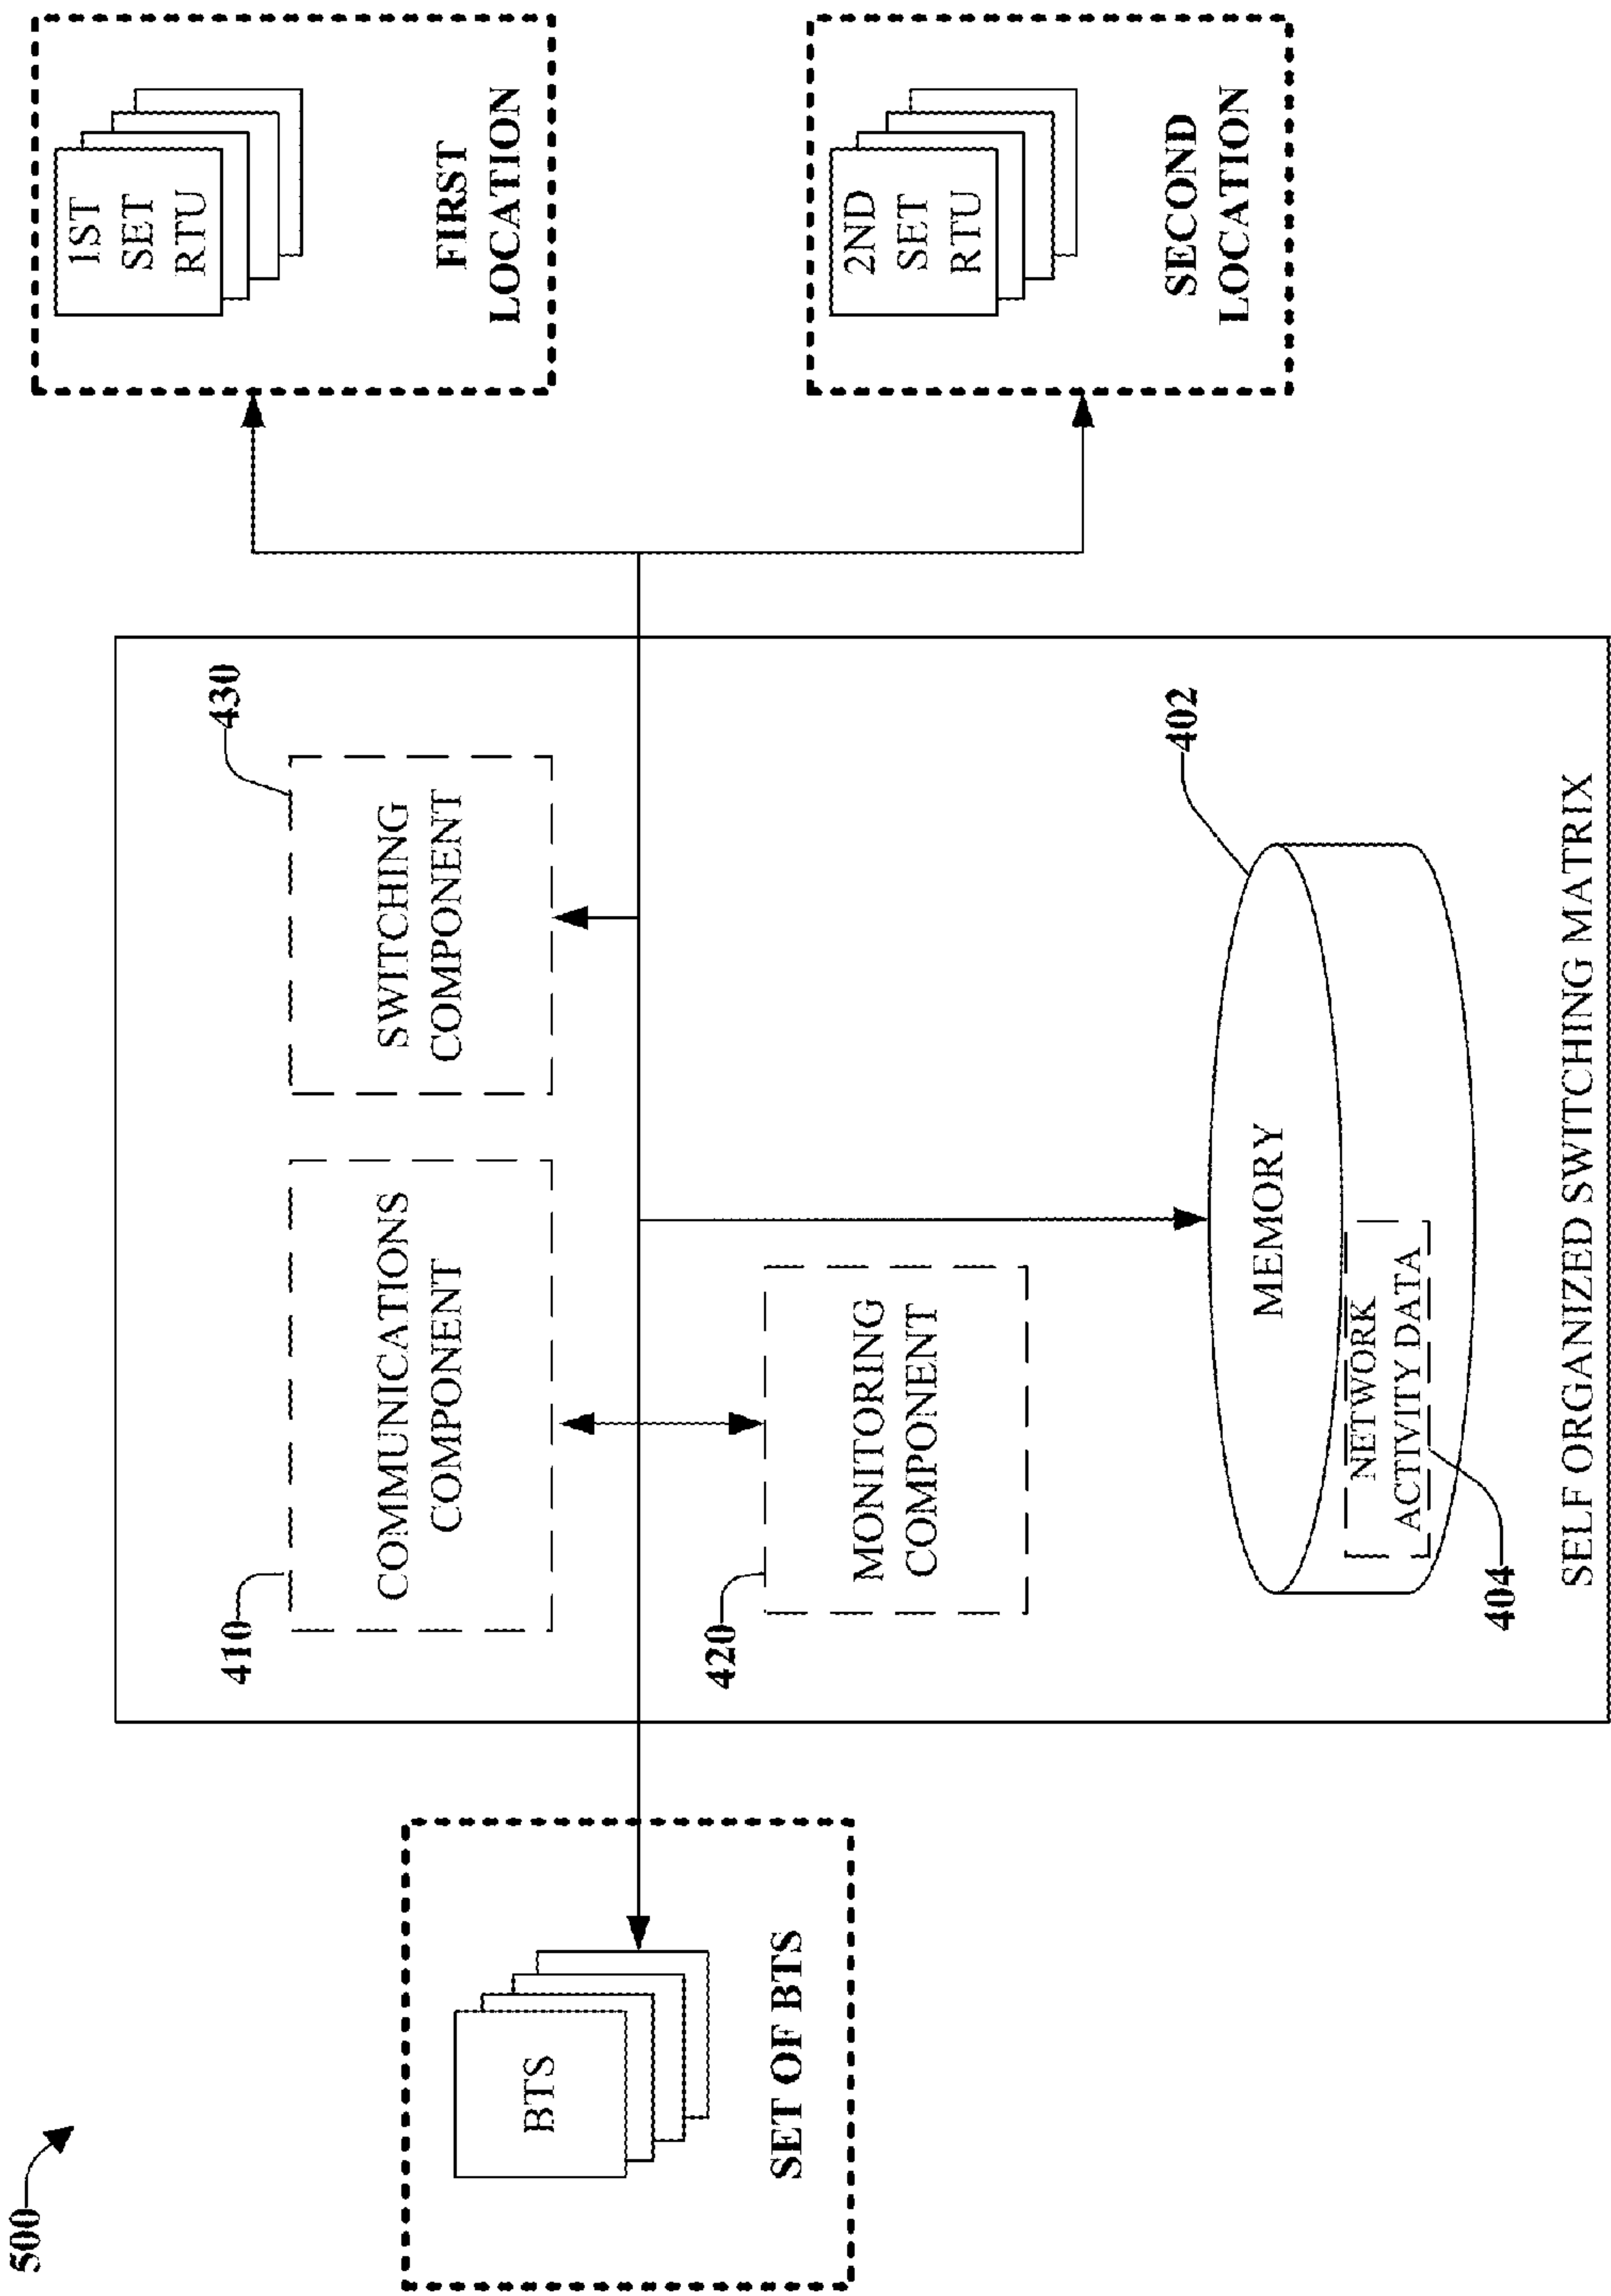 500
BTS
SET OF BTS
410
COMMUNICATIONS
COMPONENT
430
SWITCHING
COMPONENT
420
MONITORING
COMPONENT
402
MEMORY
NETWORK
ACTIVITY DATA
404
SELF ORGANIZED SWITCHING MATRIX
1ST
SET
RTU
FIRST
LOCATION
2ND
SET
RTU
SECOND
LOCATION